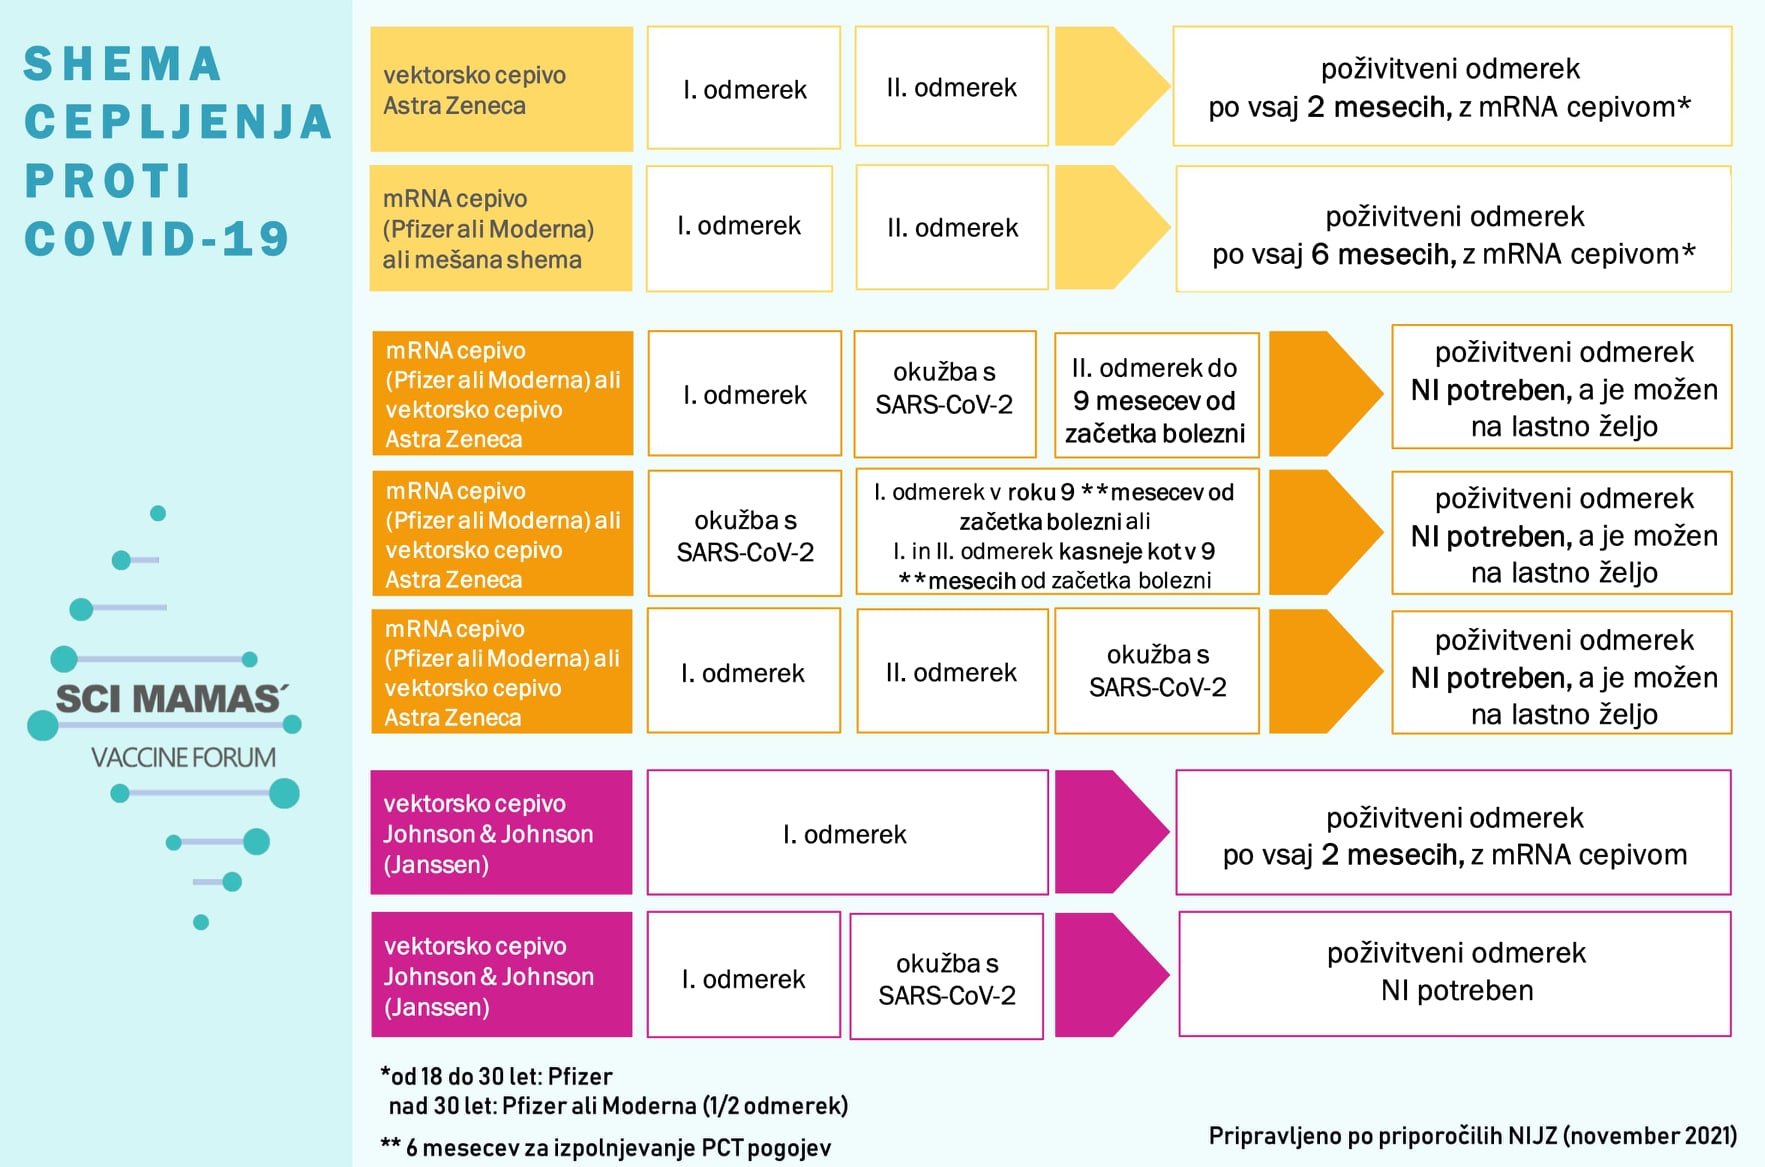 SHEMA
CEPLJENJA
PROTI
COVID-19
SCI MAMAS´
VACCINE FORUM
vektorsko cepivo
Astra Zeneca
I. odmerek
II. odmerek
poživitveni odmerek
po vsaj 2 mesecih, z mRNA cepivom*
mRNA cepivo
(Pfizer ali Moderna)
ali mešana shema
I. odmerek
II. odmerek
poživitveni odmerek
po vsaj 6 mesecih, z mRNA cepivom*
mRNA cepivo
(Pfizer ali Moderna) ali
vektorsko cepivo
Astra Zeneca
I. odmerek
okužba s
SARS-CoV-2
II. odmerek do
9 mesecev od
začetka bolezni
poživitveni odmerek
NI potreben, a je možen
na lastno željo
mRNA cepivo
(Pfizer ali Moderna) ali
vektorsko cepivo
Astra Zeneca
okužba s
SARS-CoV-2
I. odmerek v roku 9 **mesecev od
začetka bolezni ali
I. in II. odmerek kasneje kot v 9
**mesecih od začetka bolezni
poživitveni odmerek
NI potreben, a je možen
na lastno željo
mRNA cepivo
(Pfizer ali Moderna) ali
vektorsko cepivo
Astra Zeneca
I. odmerek
II. odmerek
okužba s
SARS-CoV-2
poživitveni odmerek
NI potreben, a je možen
na lastno željo
vektorsko cepivo
Johnson & Johnson
(Janssen)
I. odmerek
poživitveni odmerek
po vsaj 2 mesecih, z mRNA cepivom
vektorsko cepivo
Johnson & Johnson
(Janssen)
I. odmerek
okužba s
SARS-CoV-2
poživitveni odmerek
NI potreben
*od 18 do 30 let: Pfizer
nad 30 let: Pfizer ali Moderna (1/2 odmerek)
** 6 mesecev za izpolnjevanje PCT pogojev
Pripravljeno po priporočilih NIJZ (november 2021)